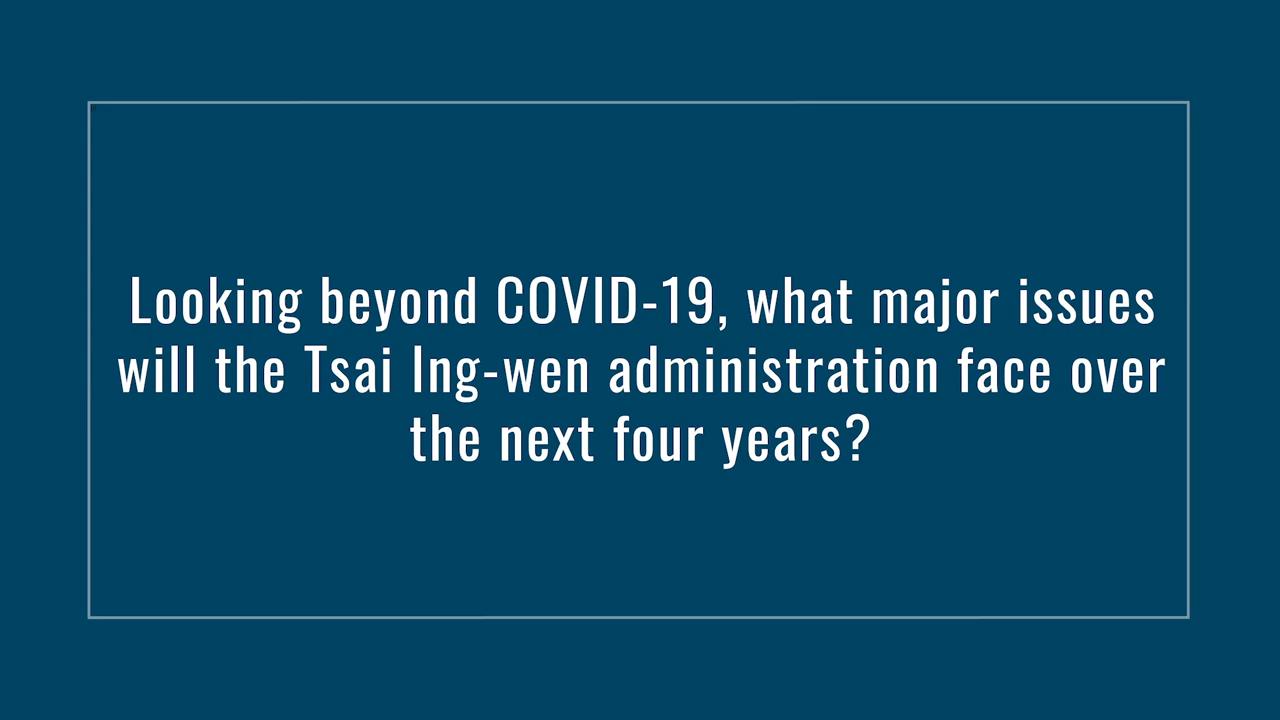 Looking beyond COVID-19, what major issues
will the Tsai Ing-wen administration face over
the next four years?